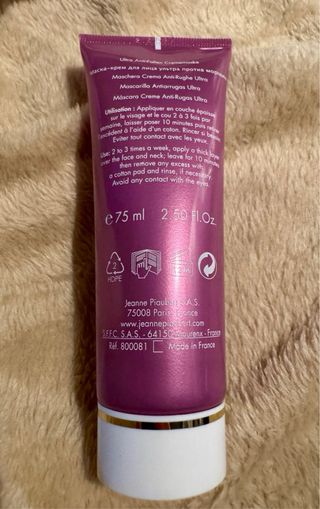 Ultra Anti-Falten Crememaske
Маска-крем для лица ультра против морщин
Maschera Crema Anti-Rughe Ultra
Mascarilla Antiarrugas Ultra
Máscara Creme Anti-Rugas Ultra
Utilisation : Appliquer en couche épaisse
sur le visage et le cou 2 à 3 fois par
semaine, laisser poser 10 minutes puis retirer
l'excédent à l'aide d'un coton. Rincer si besoin.
Eviter tout contact avec les yeux.
Use: 2 to 3 times a week, apply a thick layer
over the face and neck; leave for 10 minutes
then remove any excess with
a cotton pad and rinse, if necessary.
Avoid any contact with the eyes.
e 75 ml 2.50 Fl.Oz.
2
HDPE
Jeanne Piaubert S.A.S.
75008 Paris - France
www.jeannepiaubert.com
S.F.F.C. S.A.S. - 64150 Mourenx - France
Réf. 800081 Made in France